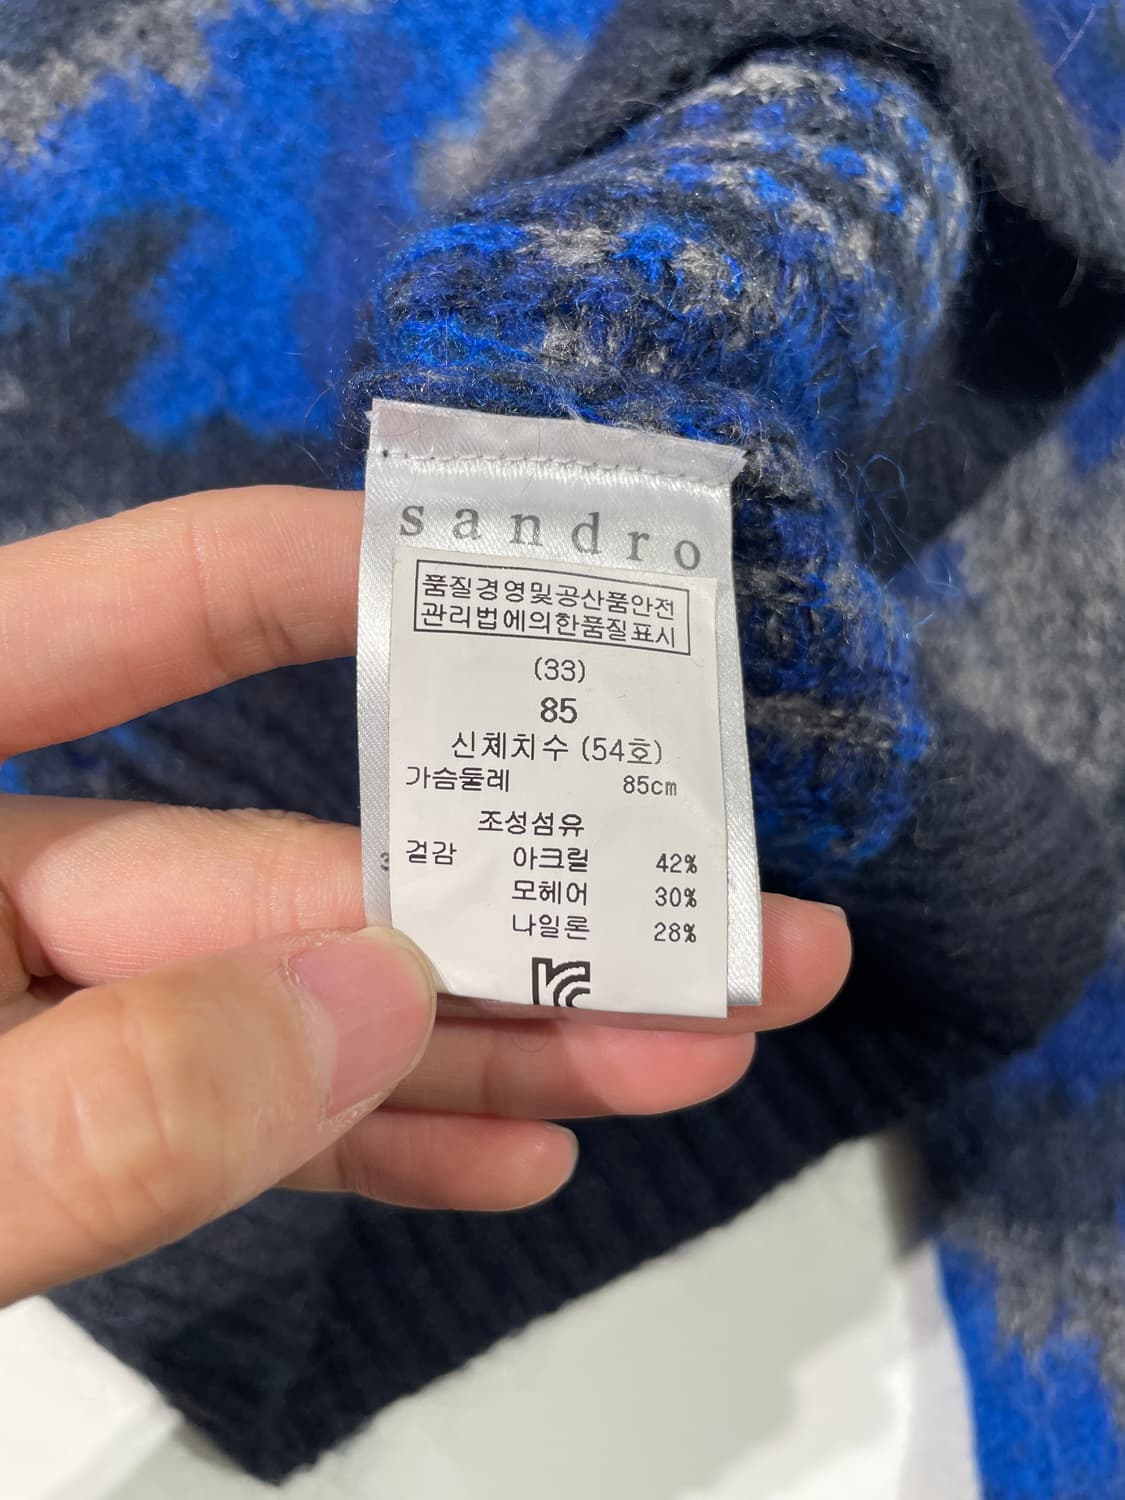 sandro
품질경영및공산품안전
관리법에의한품질표시
(33)
85
신체치수 (54호)
가슴둘레 85cm
조성섬유
겉감 아크릴 42%
모헤어 30%
나일론 28%